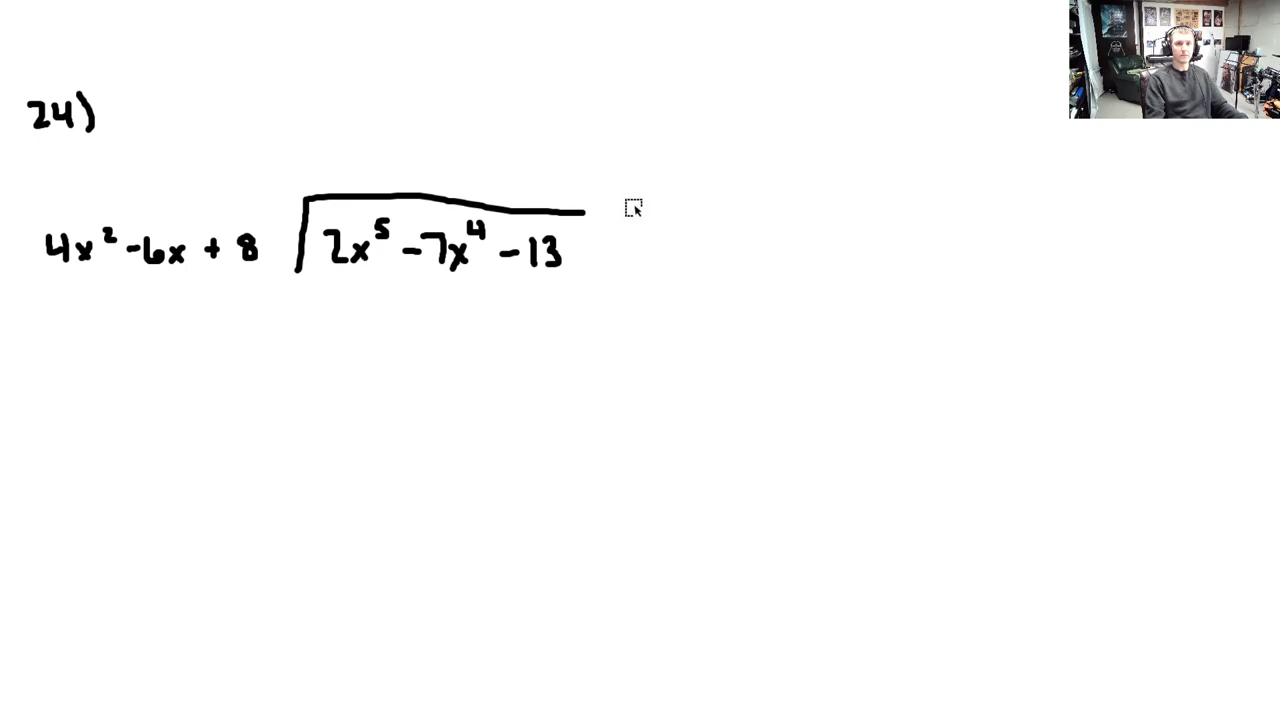 24)
4x² -6x + 8 ⟌ 2x⁵ -7x⁴ -13